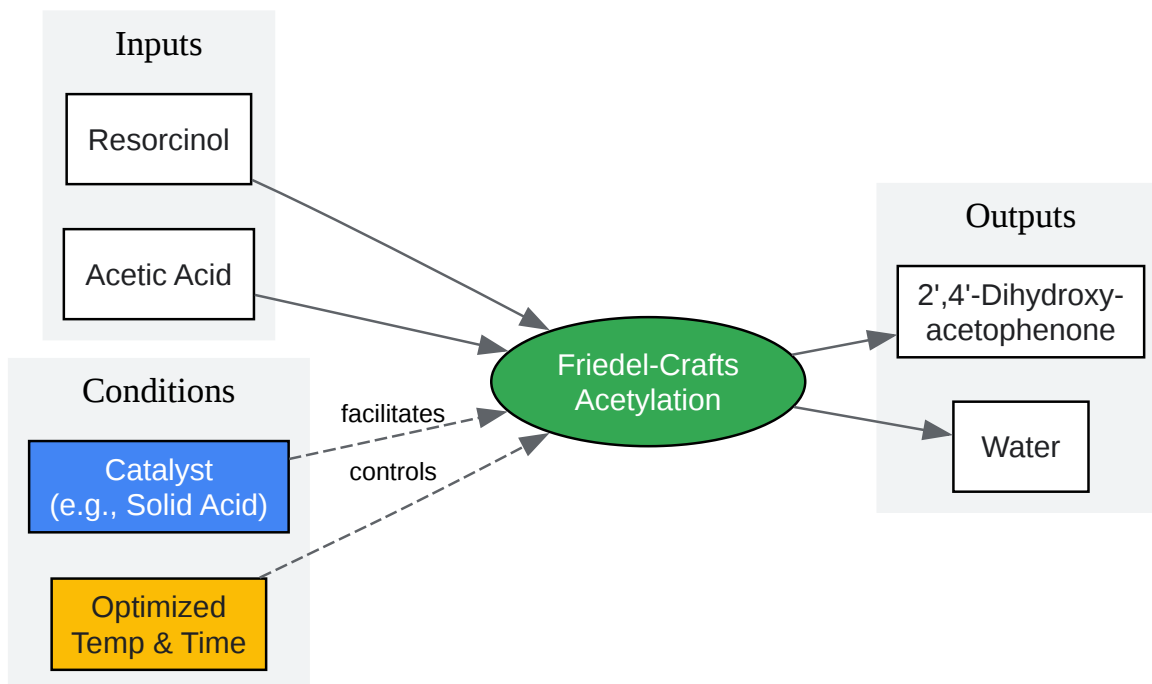 Inputs
Resorcinol
Acetic Acid
Conditions
Catalyst
(e.g., Solid Acid)
Optimized
Temp & Time
facilitates
controls
Friedel-Crafts
Acetylation
Outputs
2',4'-Dihydroxy-
acetophenone
Water